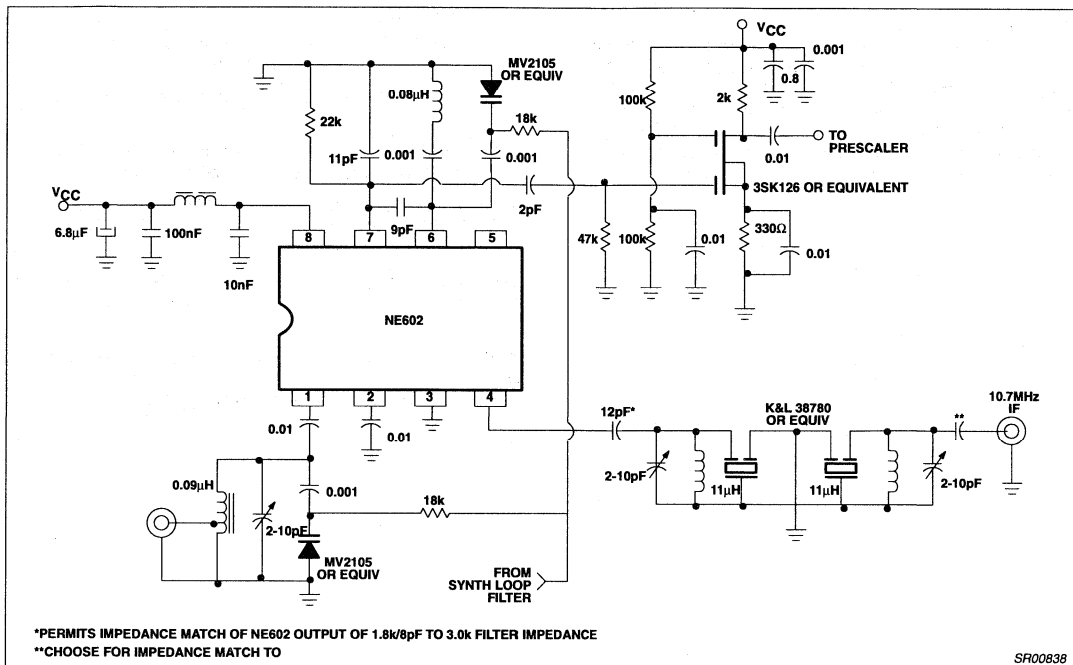 VCC
0.001
0.8
MV2105
OR EQUIV
0.08µH
100k
2k
22k
18k
TO
PRESCALER
0.01
11pF
0.001
0.001
3SK126 OR EQUIVALENT
VCC
2pF
6.8µF
100nF
9pF
47k
100k
0.01
330Ω
0.01
8
7
6
5
10nF
NE602
1
2
3
4
0.01
0.01
12pF*
K&L 38780
OR EQUIV
**
10.7MHz
IF
2-10pF
11µH
11µH
2-10pF
0.09µH
0.001
18k
2-10pF
MV2105
OR EQUIV
FROM
SYNTH LOOP
FILTER
*PERMITS IMPEDANCE MATCH OF NE602 OUTPUT OF 1.8k/8pF TO 3.0k FILTER IMPEDANCE
**CHOOSE FOR IMPEDANCE MATCH TO
SR00838